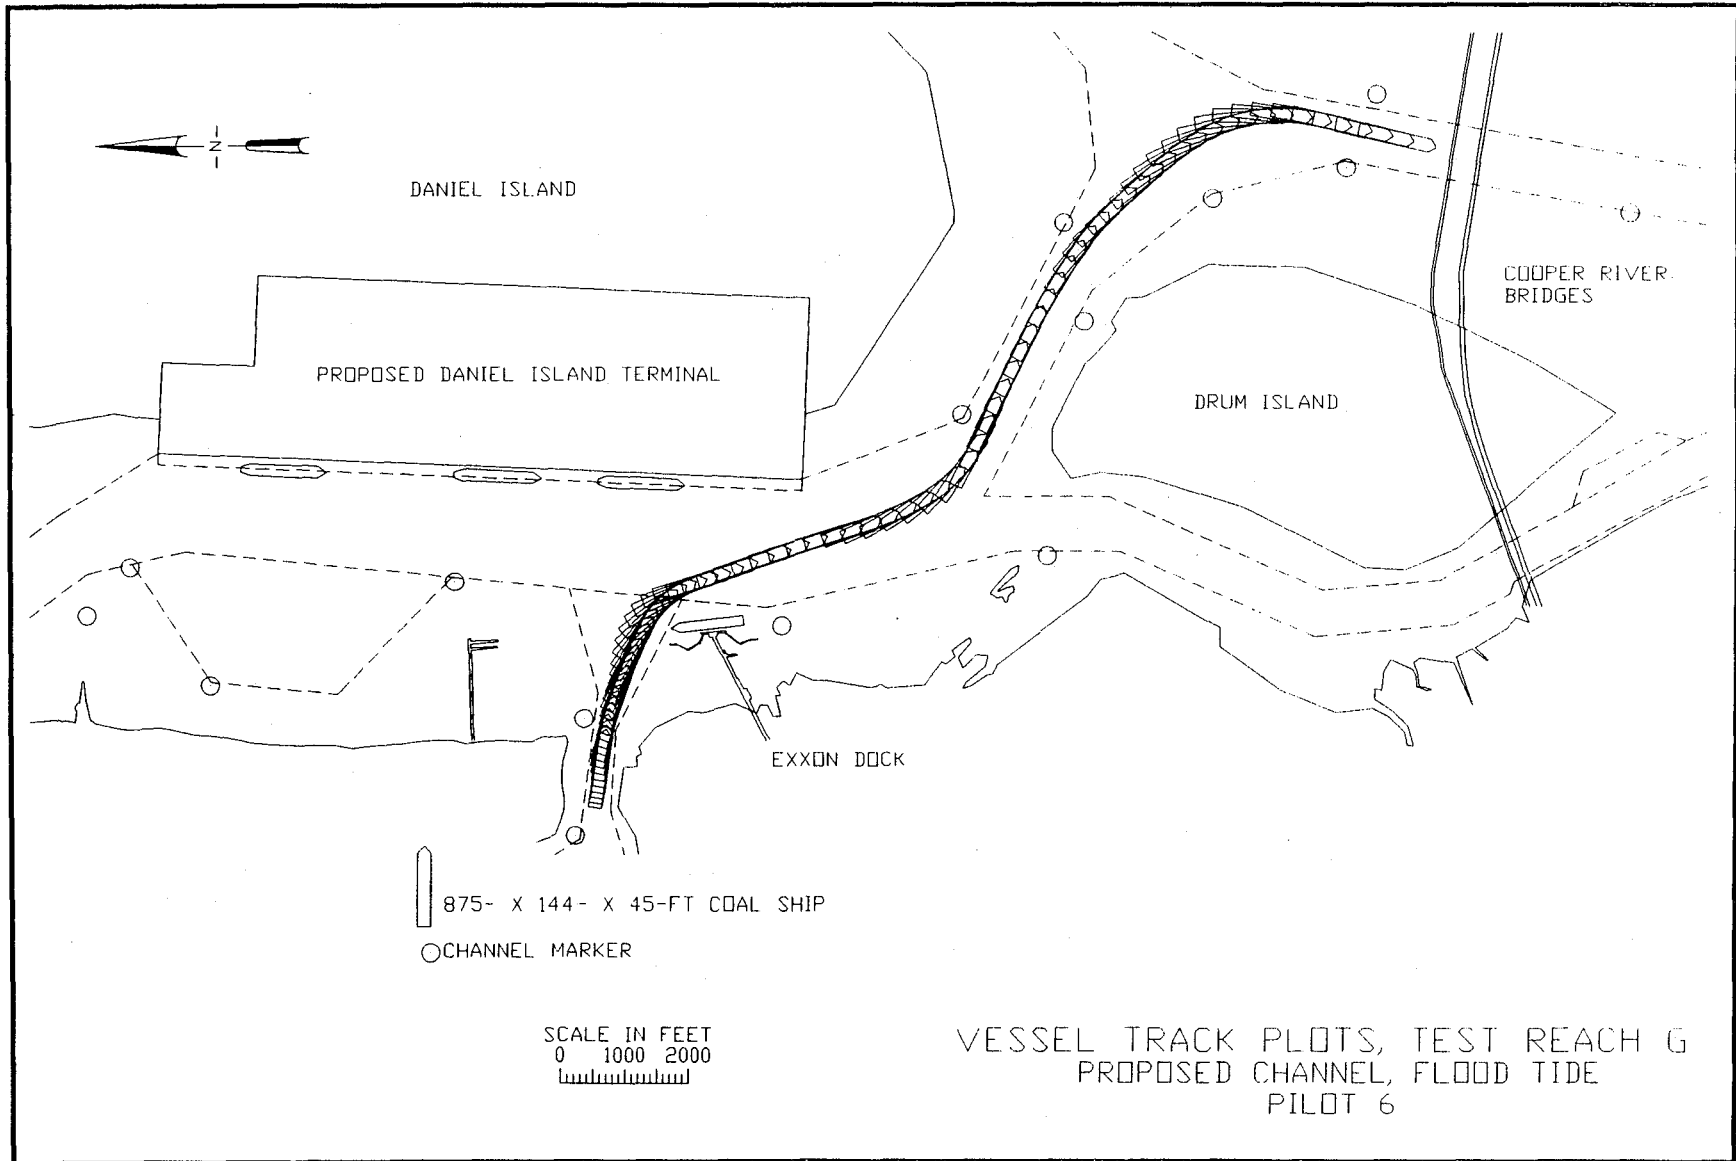 N
DANIEL ISLAND
COOPER RIVER
BRIDGES
PROPOSED DANIEL ISLAND TERMINAL
DRUM ISLAND
EXXON DOCK
875- X 144- X 45-FT COAL SHIP
CHANNEL MARKER
SCALE IN FEET
0 1000 2000
VESSEL TRACK PLOTS, TEST REACH G
PROPOSED CHANNEL, FLOOD TIDE
PILOT 6